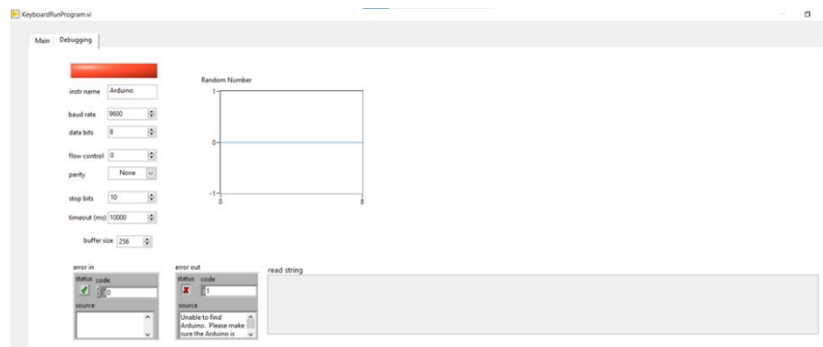 KeyboardRunProgram.vi
Main Debugging
instr name Arduino
baud rate 9600
data bits 8
flow control 0
parity None
stop bits 10
timeout (ms) 10000
buffer size 256
Random Number
1
0
-1
0 8
error in
status code
0
source
error out
status code
1
source
Unable to find
Arduino. Please make
sure the Arduino is
read string